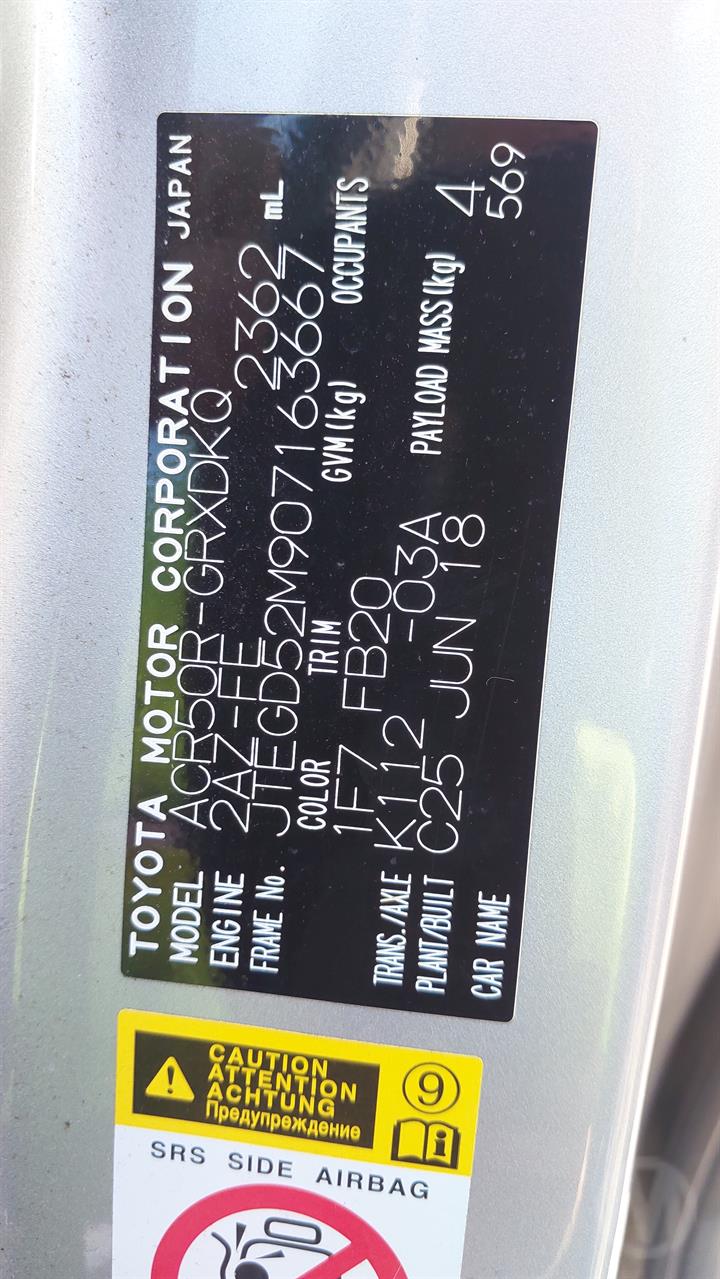 TOYOTA MOTOR CORPORATION JAPAN
MODEL ACR50R-GRXDKQ
ENGINE 2AZ-FE 2362 mL
FRAME No. JTEGD52M907163667
COLOR TRIM GVM(kg) OCCUPANTS
1F7 FB20 4
TRANS./AXLE K112 -03A PAYLOAD MASS(kg) 569
PLANT/BUILT C25 JUN 18
CAR NAME
CAUTION
ATTENTION
ACHTUNG
Предупреждение
9
i
SRS SIDE AIRBAG